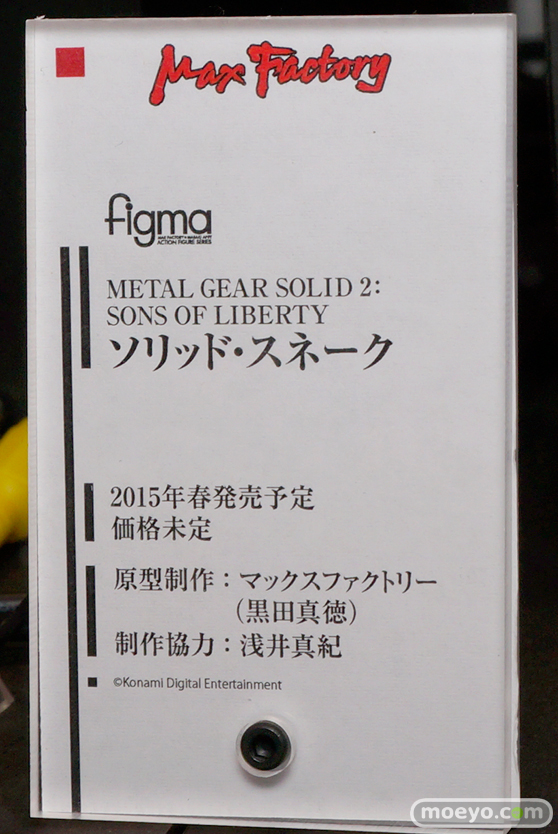 Max Factory
figma
MAX FACTORY×MASAKI APSY
ACTION FIGURE SERIES
METAL GEAR SOLID 2:
SONS OF LIBERTY
ソリッド・スネーク
2015年春発売予定
価格未定
原型制作：マックスファクトリー
（黒田真徳）
制作協力：浅井真紀
©Konami Digital Entertainment
moeyo.com